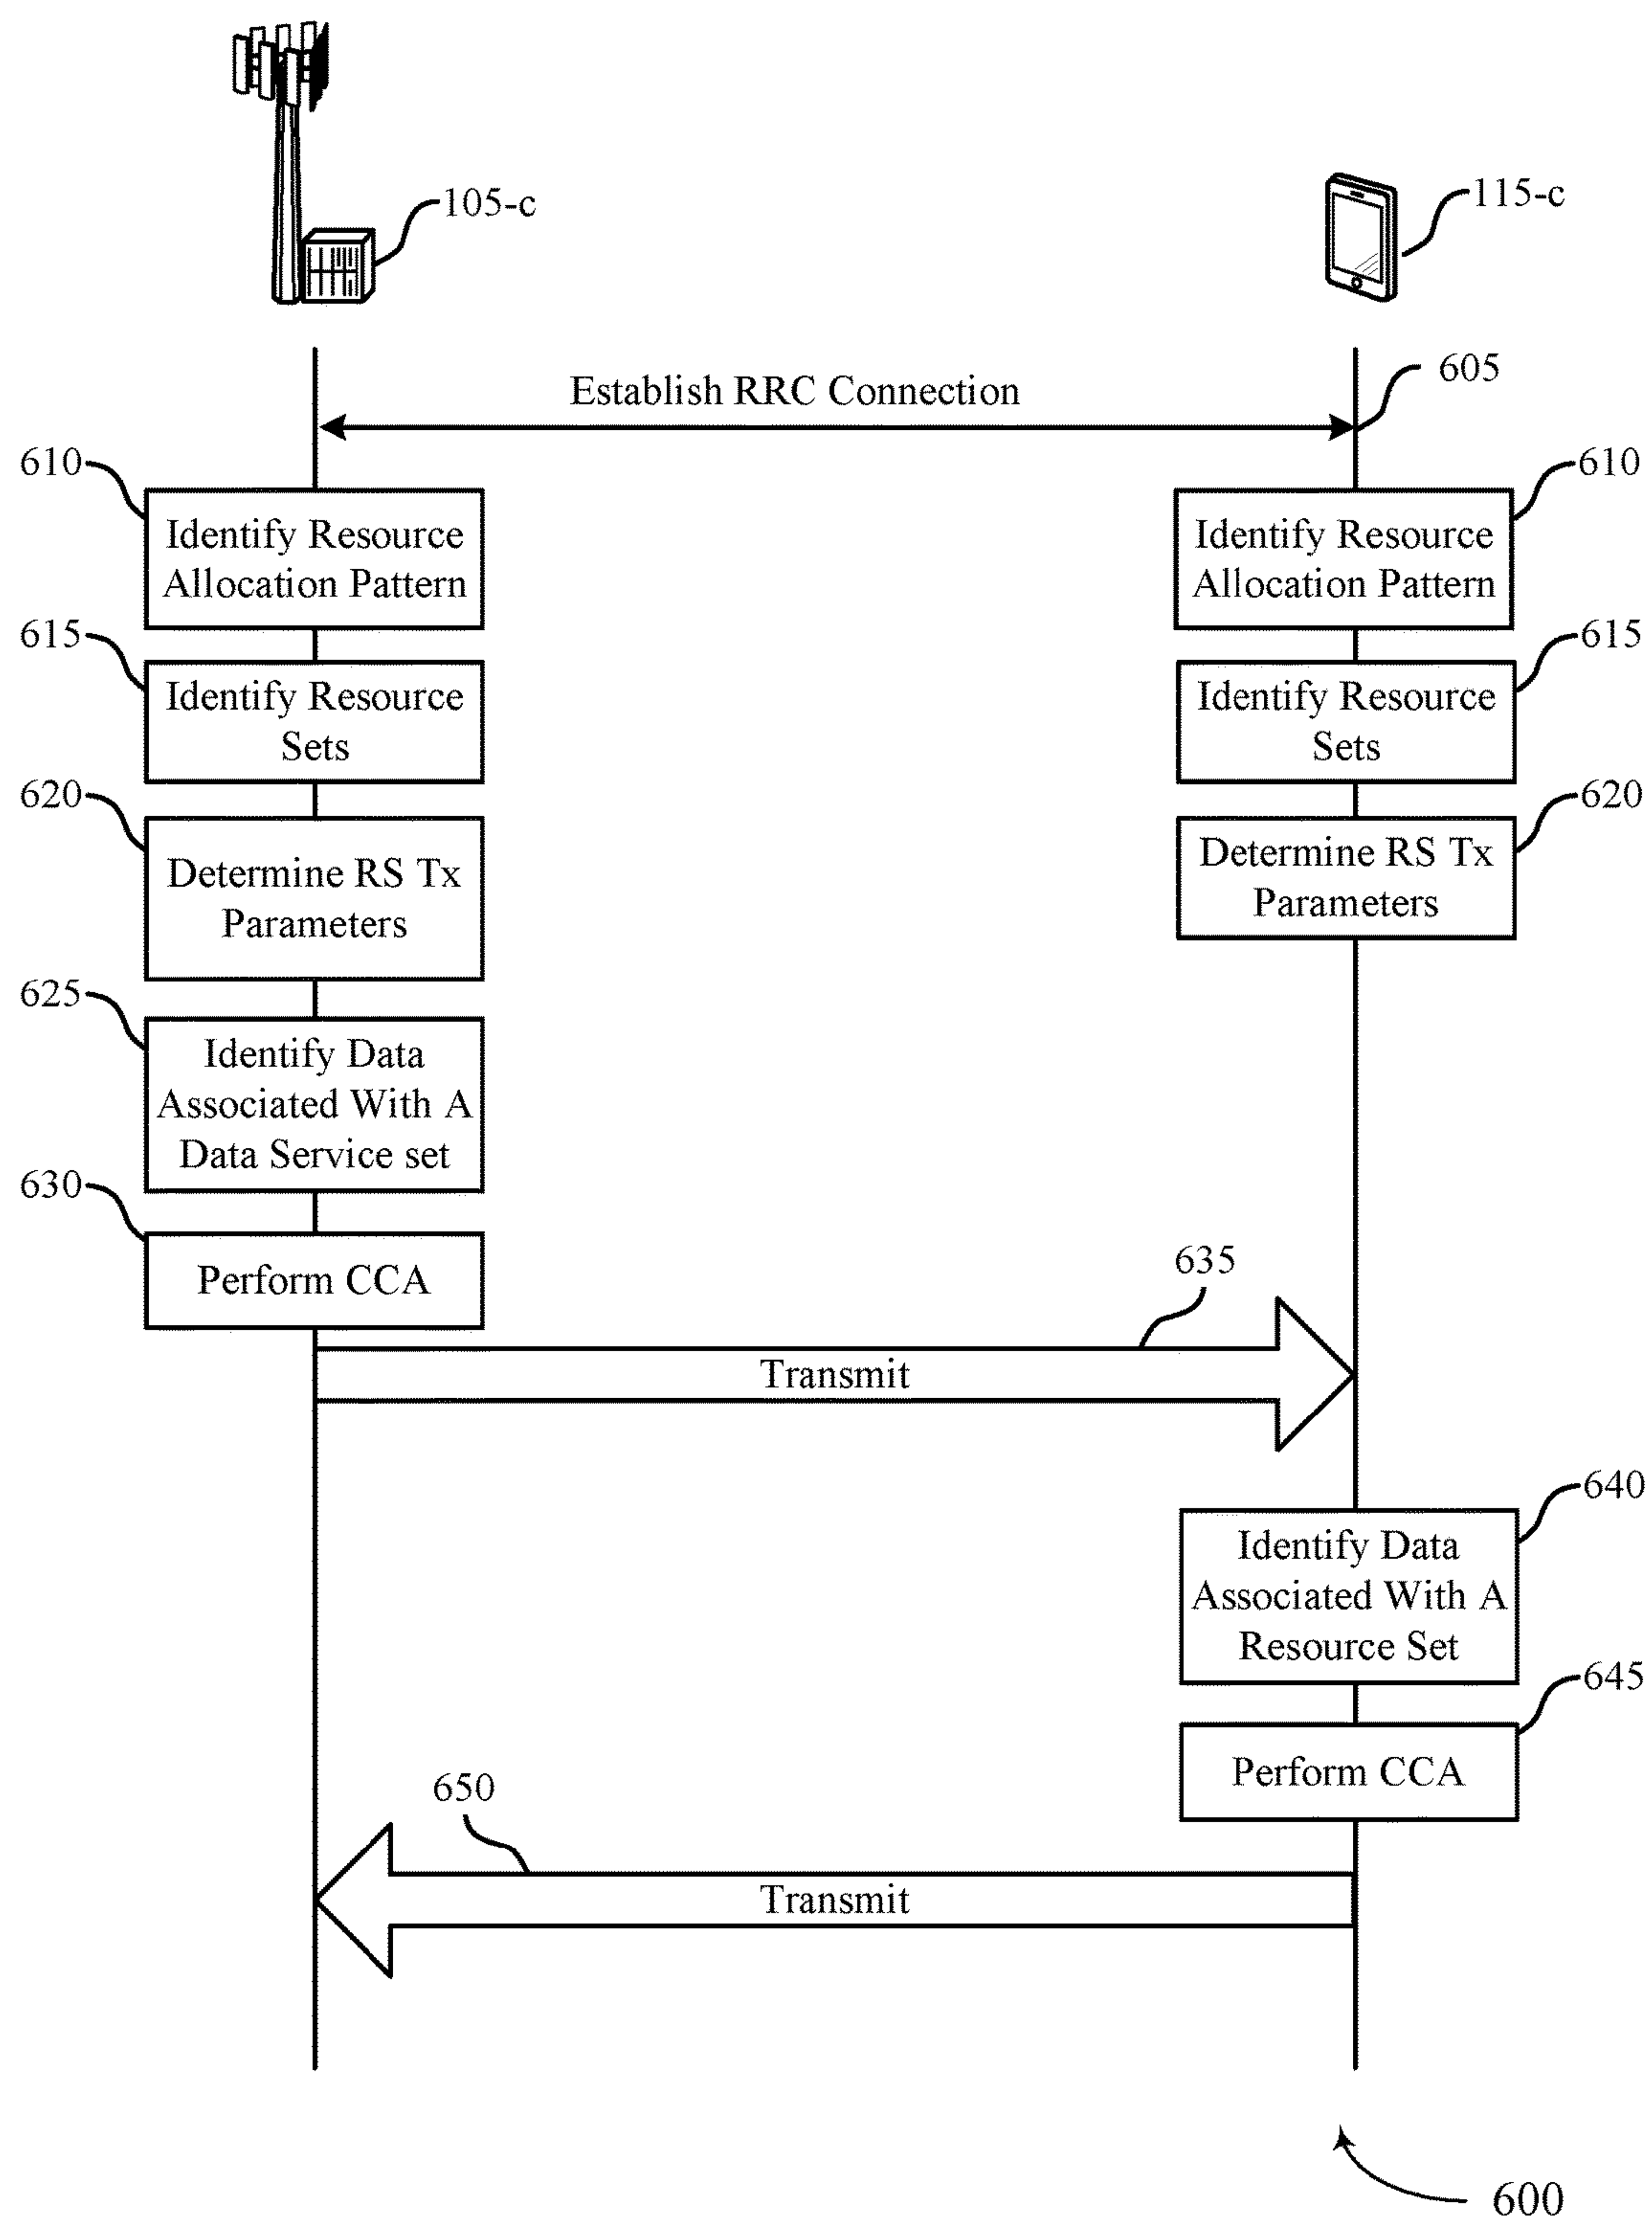 105-c
115-c
Establish RRC Connection
605
610
Identify Resource
Allocation Pattern
610
Identify Resource
Allocation Pattern
615
Identify Resource
Sets
615
Identify Resource
Sets
620
Determine RS Tx
Parameters
620
Determine RS Tx
Parameters
625
Identify Data
Associated With A
Data Service set
630
Perform CCA
635
Transmit
640
Identify Data
Associated With A
Resource Set
645
Perform CCA
650
Transmit
600